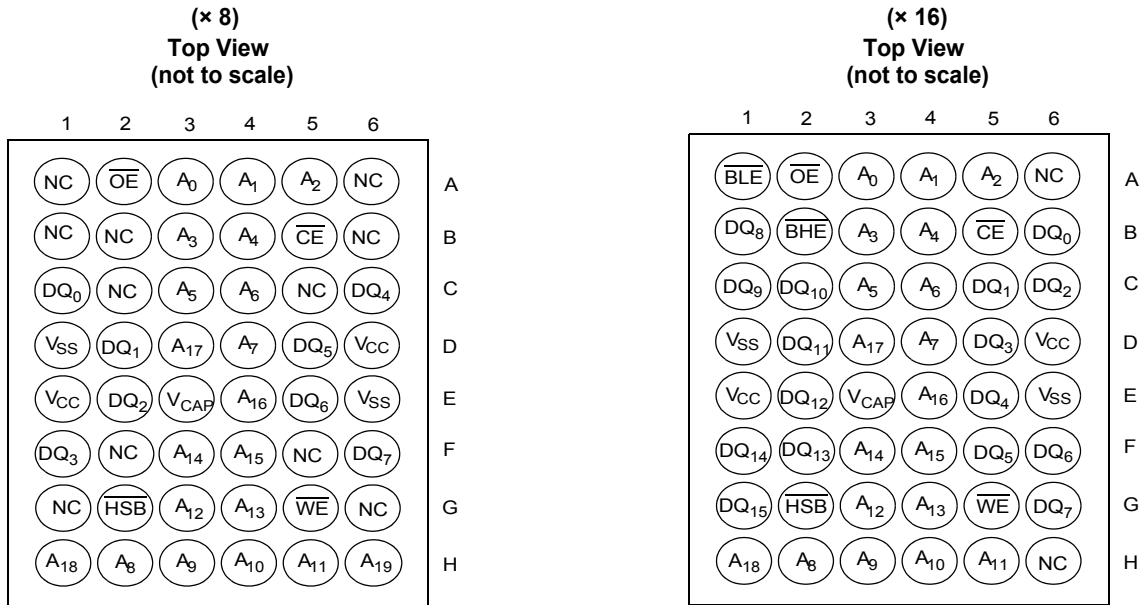 (× 8)
Top View
(not to scale)
1 2 3 4 5 6
NC OE A0 A1 A2 NC A
NC NC A3 A4 CE NC B
DQ0 NC A5 A6 NC DQ4 C
VSS DQ1 A17 A7 DQ5 VCC D
VCC DQ2 VCAP A16 DQ6 VSS E
DQ3 NC A14 A15 NC DQ7 F
NC HSB A12 A13 WE NC G
A18 A8 A9 A10 A11 A19 H
(× 16)
Top View
(not to scale)
1 2 3 4 5 6
BLE OE A0 A1 A2 NC A
DQ8 BHE A3 A4 CE DQ0 B
DQ9 DQ10 A5 A6 DQ1 DQ2 C
VSS DQ11 A17 A7 DQ3 VCC D
VCC DQ12 VCAP A16 DQ4 VSS E
DQ14 DQ13 A14 A15 DQ5 DQ6 F
DQ15 HSB A12 A13 WE DQ7 G
A18 A8 A9 A10 A11 NC H